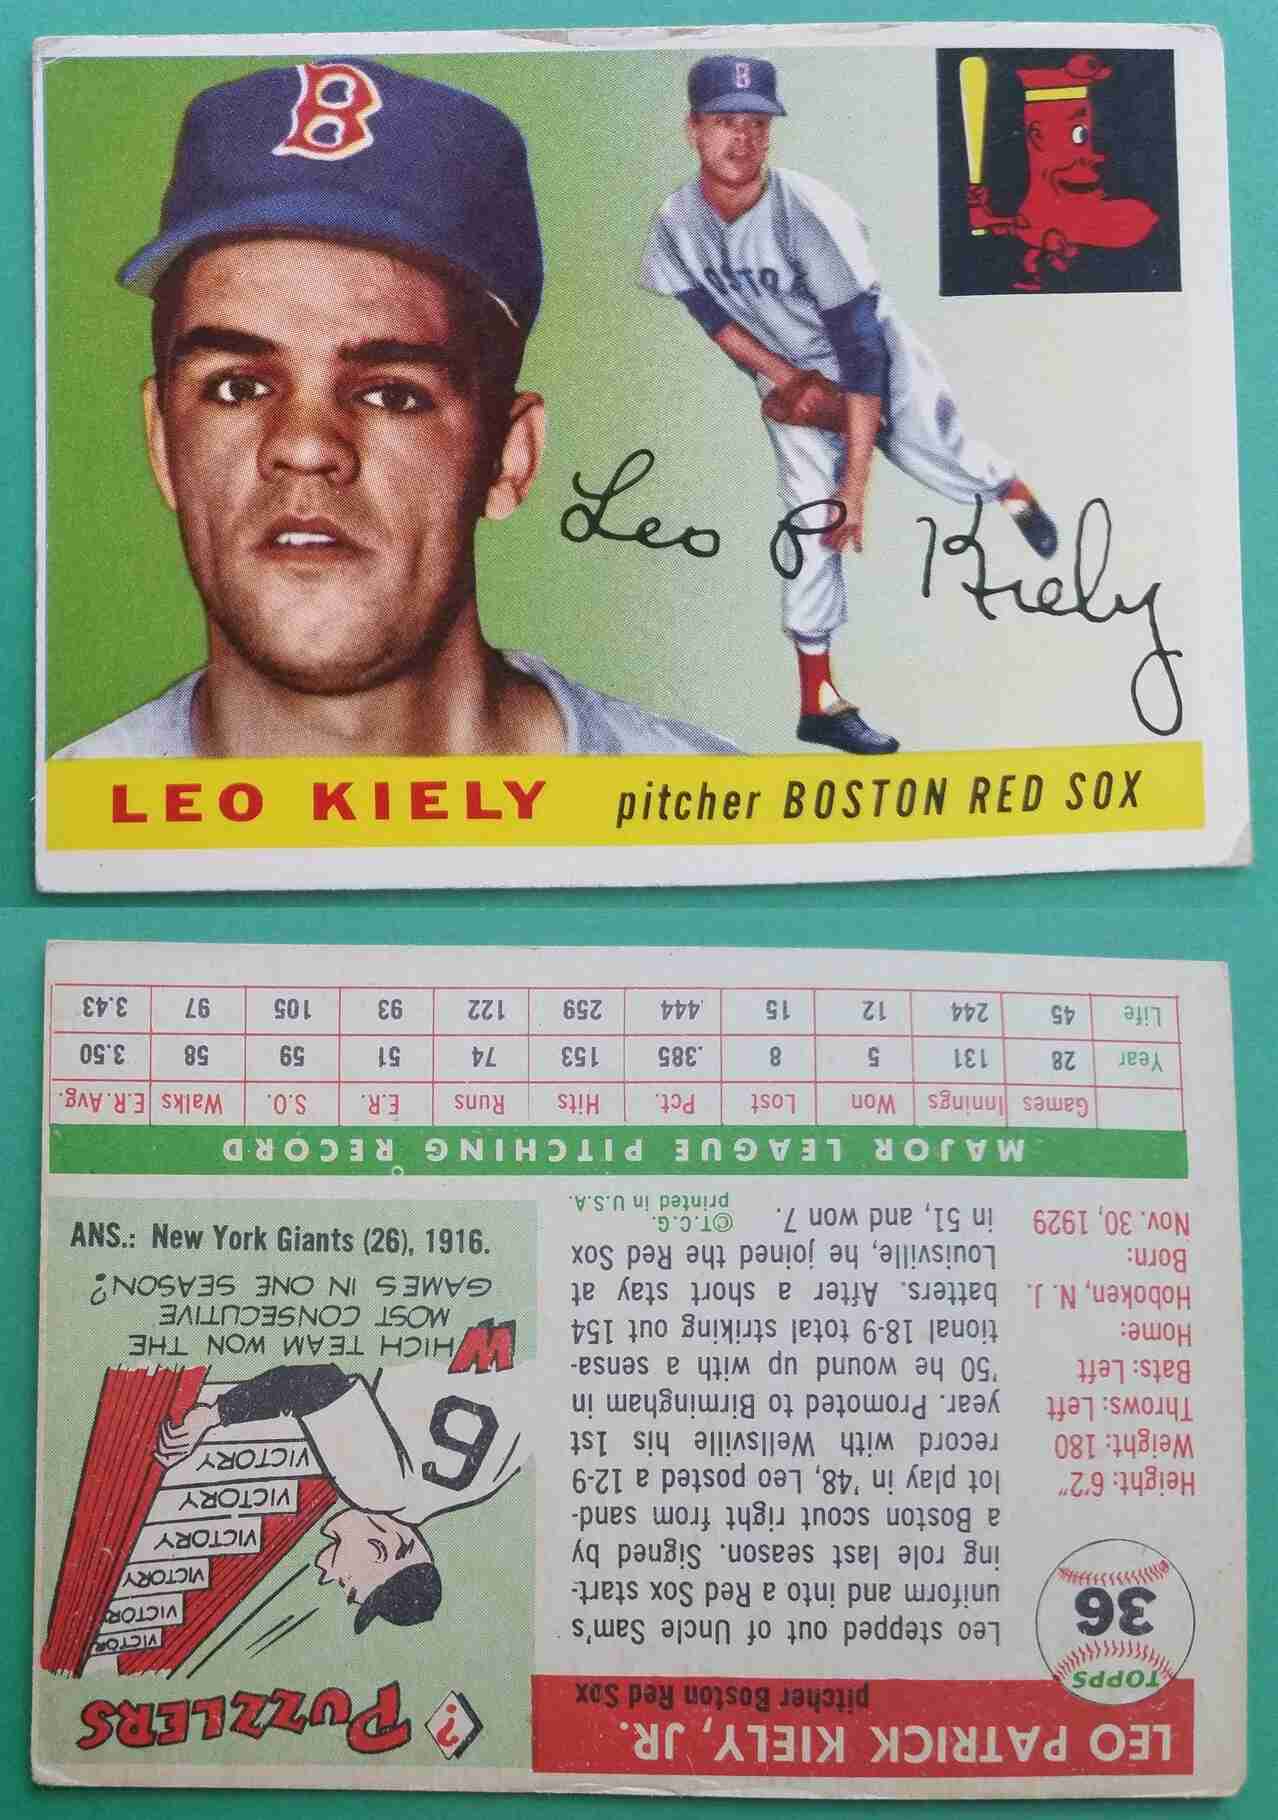 B
B
BOSTON
Leo P. Kiely
LEO KIELY pitcher BOSTON RED SOX
LEO PATRICK KIELY, JR.
pitcher Boston Red Sox
TOPPS
36
Height: 6'2"
Weight: 180
Throws: Left
Bats: Left
Home:
Hoboken, N. J.
Born:
Nov. 30, 1929
Leo stepped out of Uncle Sam's
uniform and into a Red Sox start-
ing role last season. Signed by
a Boston scout right from sand-
lot play in '48, Leo posted a 12-9
record with Wellsville his 1st
year. Promoted to Birmingham in
'50 he wound up with a sensa-
tional 18-9 total striking out 154
batters. After a short stay at
Louisville, he joined the Red Sox
in 51, and won 7.
©T.C.G.
printed in U.S.A.
? PUZZLERS
VICTORY
VICTORY
VICTORY
VICTORY
VICTORY
VICTORY
6
WHICH TEAM WON THE
MOST CONSECUTIVE
GAMES IN ONE SEASON?
ANS.: New York Giants (26), 1916.
MAJOR LEAGUE PITCHING RECORD
Games Innings Won Lost Pct. Hits Runs E.R. S.O. Walks E.R.Avg.
Year 28 131 5 8 .385 153 74 51 59 58 3.50
Life 45 244 12 15 .444 259 122 93 105 97 3.43